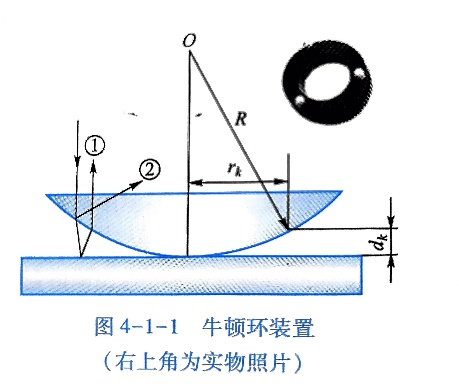 O
R
①
②
r_k
d_k
图 4-1-1 牛顿环装置
(右上角为实物照片)